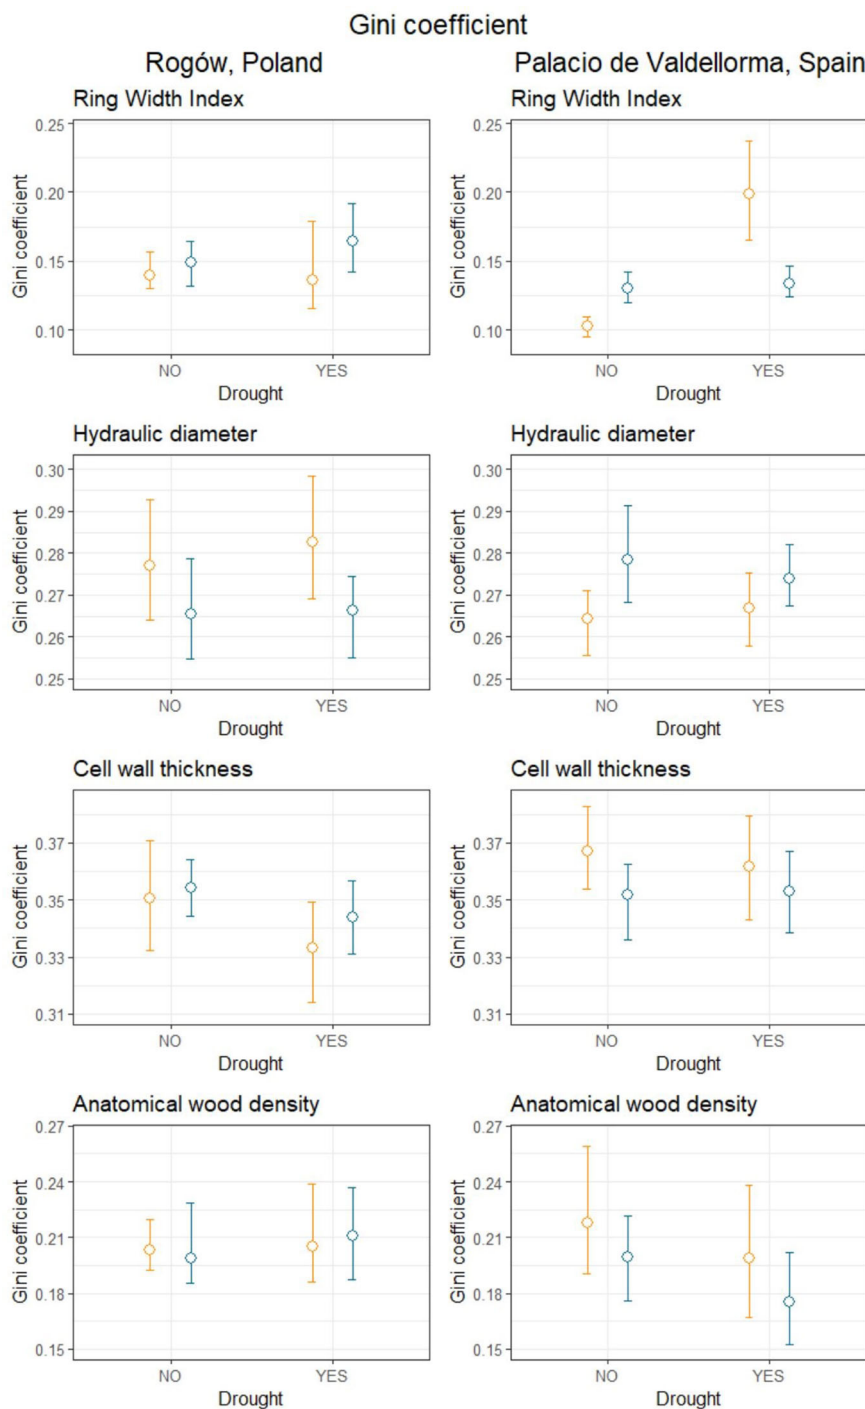 Gini coefficient
Rogów, Poland
Palacio de Valdellorma, Spain
Ring Width Index
Ring Width Index
Gini coefficient
0.25
0.20
0.15
0.10
NO
YES
Drought
Gini coefficient
0.25
0.20
0.15
0.10
NO
YES
Drought
Hydraulic diameter
Hydraulic diameter
Gini coefficient
0.30
0.29
0.28
0.27
0.26
0.25
NO
YES
Drought
Gini coefficient
0.30
0.29
0.28
0.27
0.26
0.25
NO
YES
Drought
Cell wall thickness
Cell wall thickness
Gini coefficient
0.37
0.35
0.33
0.31
NO
YES
Drought
Gini coefficient
0.37
0.35
0.33
0.31
NO
YES
Drought
Anatomical wood density
Anatomical wood density
Gini coefficient
0.27
0.24
0.21
0.18
0.15
NO
YES
Drought
Gini coefficient
0.27
0.24
0.21
0.18
0.15
NO
YES
Drought